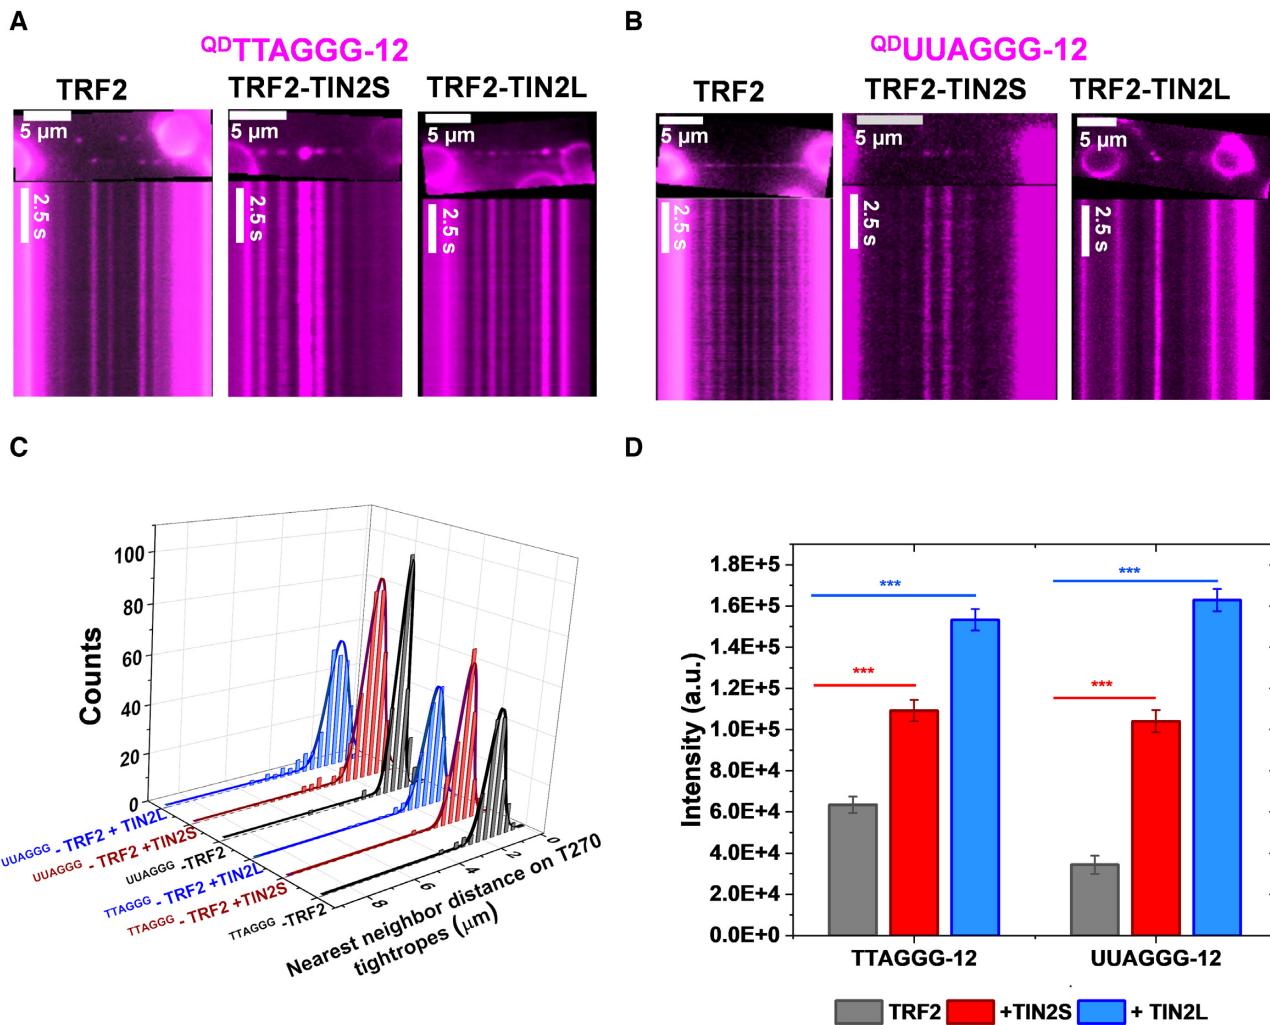 A
QDTTAGGG-12
TRF2
TRF2-TIN2S
TRF2-TIN2L
5 µm
5 µm
5 µm
2.5 s
2.5 s
2.5 s
B
QDUUAGGG-12
TRF2
TRF2-TIN2S
TRF2-TIN2L
5 µm
5 µm
5 µm
2.5 s
2.5 s
2.5 s
C
100
80
60
40
20
0
Counts
UUAGGG - TRF2 + TIN2L
UUAGGG - TRF2 +TIN2S
UUAGGG -TRF2
TTAGGG - TRF2 +TIN2L
TTAGGG - TRF2 +TIN2S
TTAGGG -TRF2
8
6
4
2
0
Nearest neighbor distance on T270
tightropes (µm)
D
1.8E+5
1.6E+5
1.4E+5
1.2E+5
1.0E+5
8.0E+4
6.0E+4
4.0E+4
2.0E+4
0.0E+0
Intensity (a.u.)
***
***
***
***
TTAGGG-12
UUAGGG-12
TRF2
+TIN2S
+ TIN2L